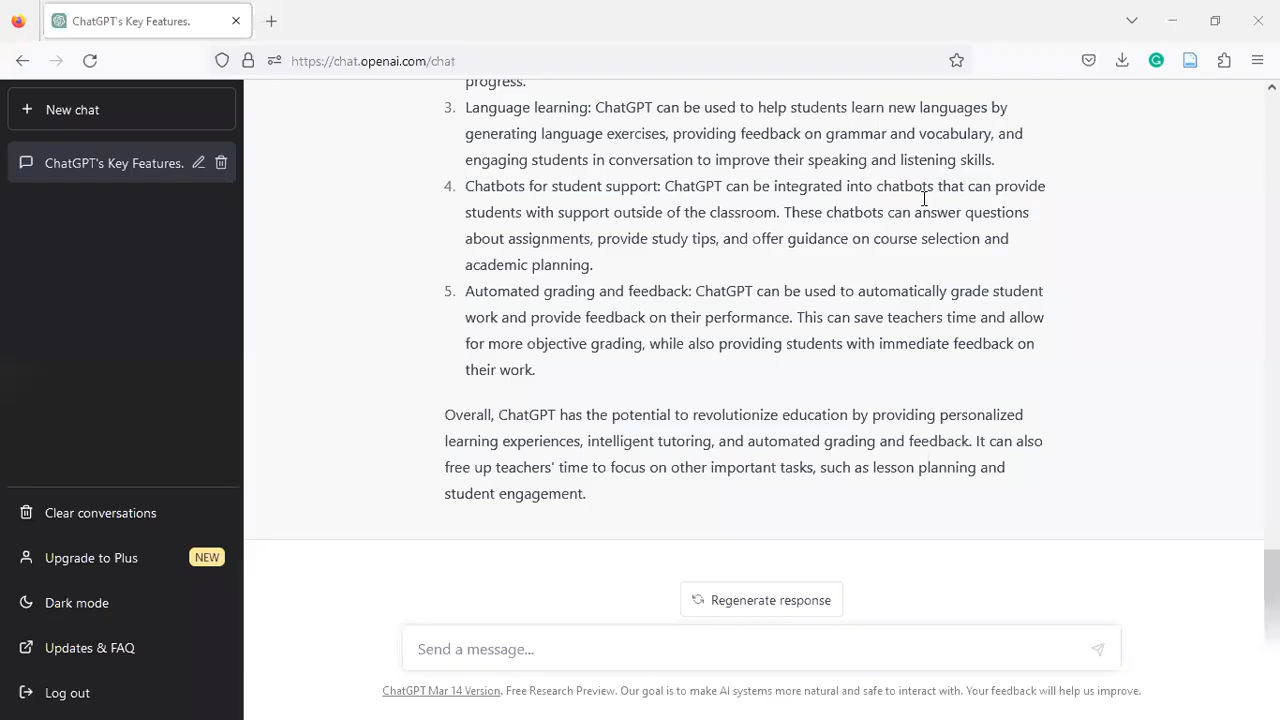 ChatGPT's Key Features.
https://chat.openai.com/chat
New chat
ChatGPT's Key Features.
Clear conversations
Upgrade to Plus NEW
Dark mode
Updates & FAQ
Log out
progress.
3. Language learning: ChatGPT can be used to help students learn new languages by
generating language exercises, providing feedback on grammar and vocabulary, and
engaging students in conversation to improve their speaking and listening skills.
4. Chatbots for student support: ChatGPT can be integrated into chatbots that can provide
students with support outside of the classroom. These chatbots can answer questions
about assignments, provide study tips, and offer guidance on course selection and
academic planning.
5. Automated grading and feedback: ChatGPT can be used to automatically grade student
work and provide feedback on their performance. This can save teachers time and allow
for more objective grading, while also providing students with immediate feedback on
their work.
Overall, ChatGPT has the potential to revolutionize education by providing personalized
learning experiences, intelligent tutoring, and automated grading and feedback. It can also
free up teachers' time to focus on other important tasks, such as lesson planning and
student engagement.
Regenerate response
Send a message...
ChatGPT Mar 14 Version. Free Research Preview. Our goal is to make AI systems more natural and safe to interact with. Your feedback will help us improve.